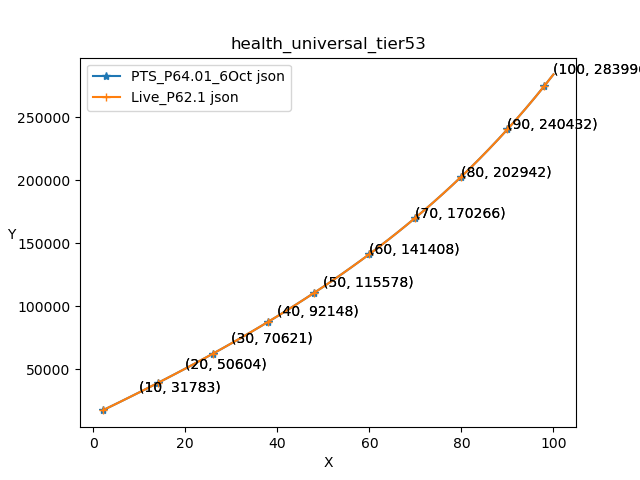 health_universal_tier53
PTS_P64.01_6Oct json
Live_P62.1 json
(100, 283996
(90, 240432)
(80, 202942)
(70, 170266)
(60, 141408)
(50, 115578)
(40, 92148)
(30, 70621)
(20, 50604)
(10, 31783)
250000
200000
150000
100000
50000
Y
0 20 40 60 80 100
X